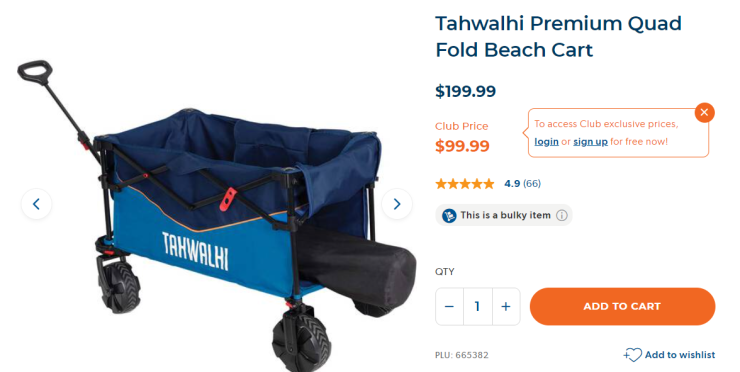 Tahwalhi Premium Quad
Fold Beach Cart
$199.99
Club Price
$99.99
To access Club exclusive prices,
login or sign up for free now!
4.9 (66)
This is a bulky item
QTY
1
ADD TO CART
PLU: 665382
Add to wishlist
TAHWALHI